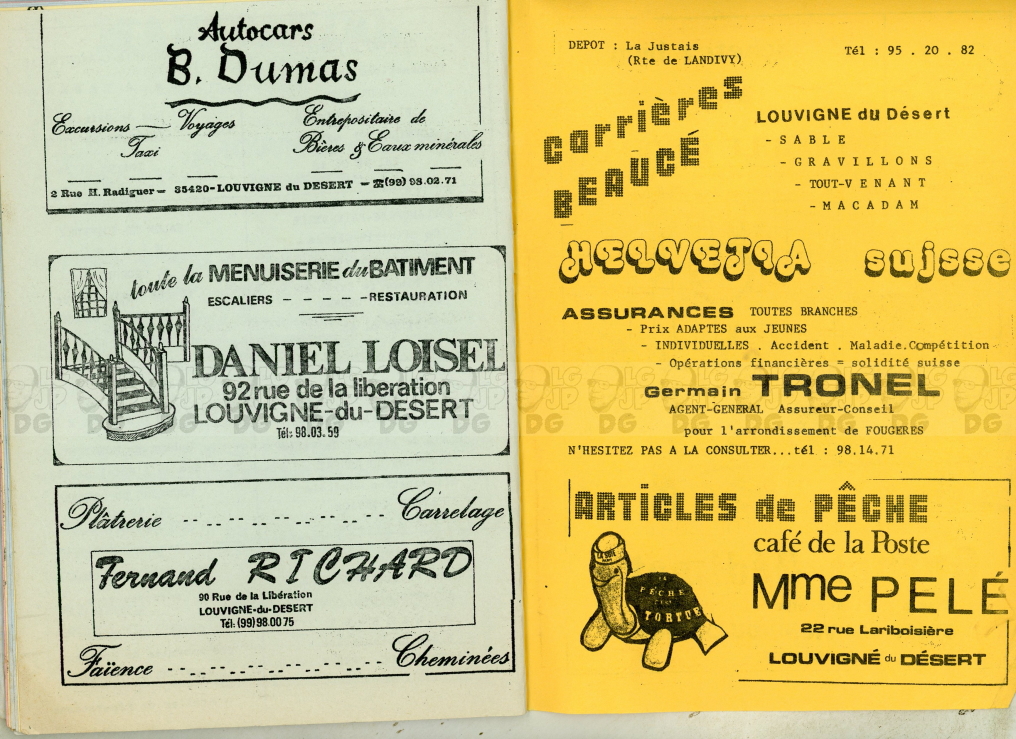 Autocars
B. Dumas
Excursions — Voyages Entrepositaire de
Taxi Bières & Eaux minérales
2 Rue H. Radiguer — 35420-LOUVIGNE du DESERT — ☎(99) 98.02.71
toute la MENUISERIE du BATIMENT
ESCALIERS - - - - - RESTAURATION
DANIEL LOISEL
92 rue de la liberation
LOUVIGNE-du-DESERT
Tél: 98.03.59
Plâtrerie Carrelage
Fernand RICHARD
90 Rue de la Libération
LOUVIGNE-du-DESERT
Tél: (99) 98.00 75
Faïence Cheminées
DEPOT : La Justais Tél : 95 . 20 . 82
(Rte de LANDIVY)
Carrières
BEAUCÉ
LOUVIGNE du Désert
- SABLE
- GRAVILLONS
- TOUT-VENANT
- MACADAM
HELVETIA suisse
ASSURANCES TOUTES BRANCHES
- Prix ADAPTES aux JEUNES
- INDIVIDUELLES . Accident . Maladie.Compétition
- Opérations financières = solidité suisse
Germain TRONEL
AGENT-GENERAL Assureur-Conseil
pour l'arrondissement de FOUGERES
N'HESITEZ PAS A LA CONSULTER...tél : 98.14.71
ARTICLES de PÊCHE
café de la Poste
Mme PELÉ
PÊCHE
TORTUE
22 rue Lariboisière
LOUVIGNÉ du DÉSERT
LGJP DG